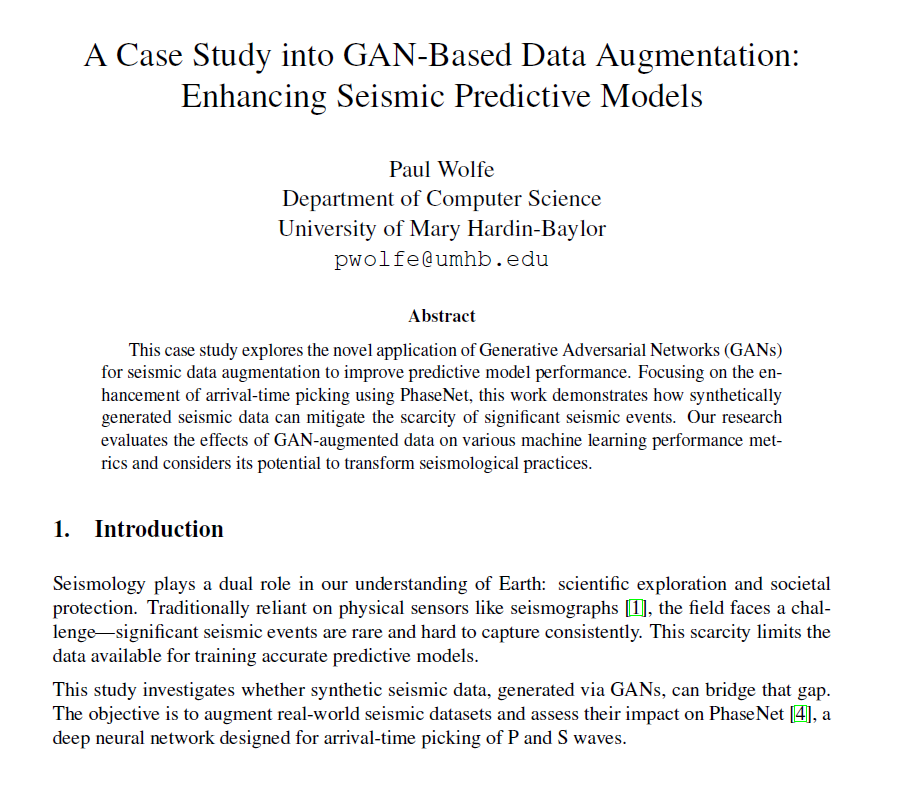 A Case Study into GAN-Based Data Augmentation:
Enhancing Seismic Predictive Models
Paul Wolfe
Department of Computer Science
University of Mary Hardin-Baylor
pwolfe@umhb.edu
Abstract
This case study explores the novel application of Generative Adversarial Networks (GANs)
for seismic data augmentation to improve predictive model performance. Focusing on the en-
hancement of arrival-time picking using PhaseNet, this work demonstrates how synthetically
generated seismic data can mitigate the scarcity of significant seismic events. Our research
evaluates the effects of GAN-augmented data on various machine learning performance met-
rics and considers its potential to transform seismological practices.
1. Introduction
Seismology plays a dual role in our understanding of Earth: scientific exploration and societal
protection. Traditionally reliant on physical sensors like seismographs [1], the field faces a chal-
lenge—significant seismic events are rare and hard to capture consistently. This scarcity limits the
data available for training accurate predictive models.
This study investigates whether synthetic seismic data, generated via GANs, can bridge that gap.
The objective is to augment real-world seismic datasets and assess their impact on PhaseNet [4], a
deep neural network designed for arrival-time picking of P and S waves.